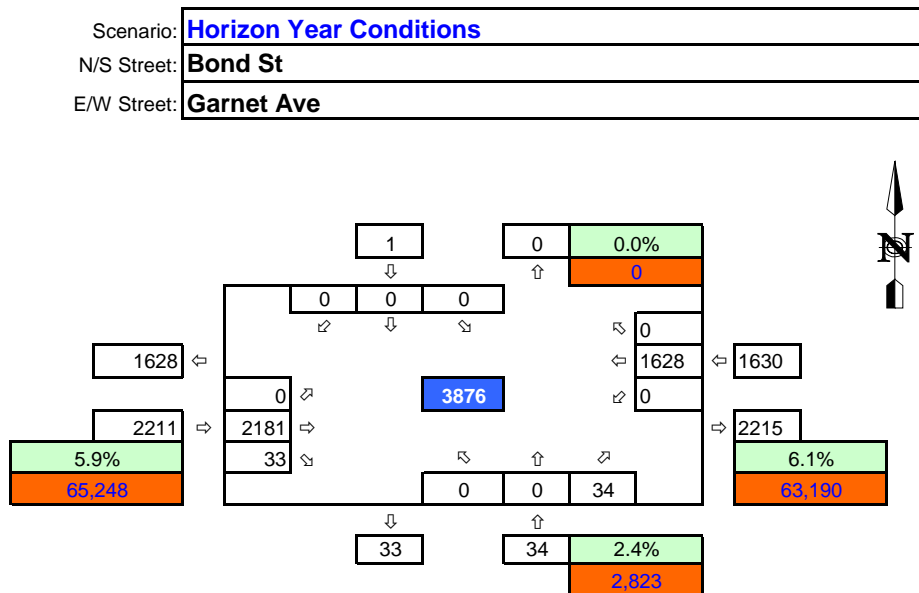 Scenario: Horizon Year Conditions
N/S Street: Bond St
E/W Street: Garnet Ave
N
1 0 0.0%
⇩ ⇧ 0
0 0 0
⬃ ⇩ ⬂ ⬁ 0
1628 ⇦ ⇦ 1628 ⇦ 1630
0 ⬀ 3876 ⬃ 0
2211 ⇨ 2181 ⇨ ⇨ 2215
5.9% 33 ⬂ ⬁ ⇧ ⬀ 6.1%
65,248 0 0 34 63,190
⇩ ⇧
33 34 2.4%
2,823